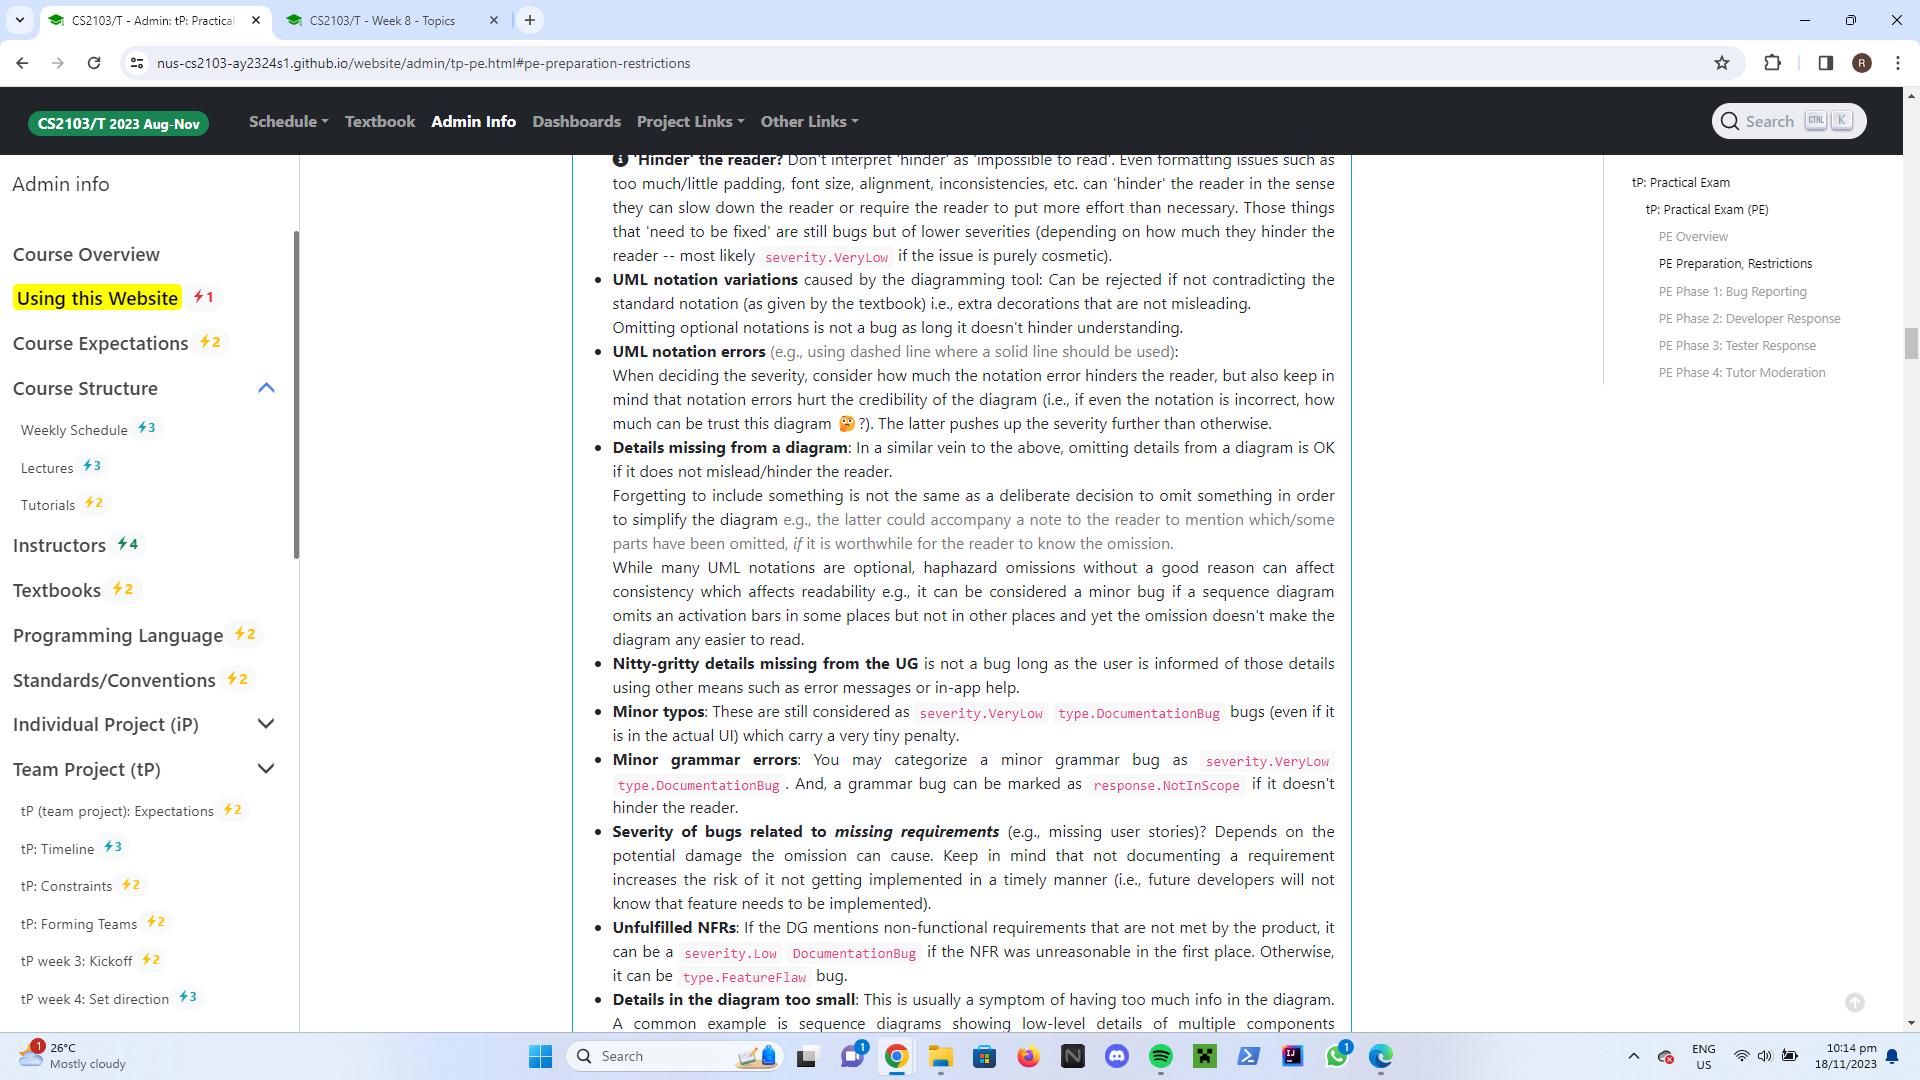 CS2103/T - Admin: tP: Practical
CS2103/T - Week 8 - Topics
nus-cs2103-ay2324s1.github.io/website/admin/tp-pe.html#pe-preparation-restrictions
R
CS2103/T 2023 Aug-Nov
Schedule
Textbook
Admin Info
Dashboards
Project Links
Other Links
Search CTRL K
Admin info
Course Overview
Using this Website 1
Course Expectations 2
Course Structure
Weekly Schedule 3
Lectures 3
Tutorials 2
Instructors 4
Textbooks 2
Programming Language 2
Standards/Conventions 2
Individual Project (iP)
Team Project (tP)
tP (team project): Expectations 2
tP: Timeline 3
tP: Constraints 2
tP: Forming Teams 2
tP week 3: Kickoff 2
tP week 4: Set direction 3
'Hinder' the reader? Don't interpret 'hinder' as 'impossible to read'. Even formatting issues such as
too much/little padding, font size, alignment, inconsistencies, etc. can 'hinder' the reader in the sense
they can slow down the reader or require the reader to put more effort than necessary. Those things
that 'need to be fixed' are still bugs but of lower severities (depending on how much they hinder the
reader -- most likely severity.VeryLow if the issue is purely cosmetic).
• UML notation variations caused by the diagramming tool: Can be rejected if not contradicting the
standard notation (as given by the textbook) i.e., extra decorations that are not misleading.
Omitting optional notations is not a bug as long it doesn't hinder understanding.
• UML notation errors (e.g., using dashed line where a solid line should be used):
When deciding the severity, consider how much the notation error hinders the reader, but also keep in
mind that notation errors hurt the credibility of the diagram (i.e., if even the notation is incorrect, how
much can be trust this diagram 🤔?). The latter pushes up the severity further than otherwise.
• Details missing from a diagram: In a similar vein to the above, omitting details from a diagram is OK
if it does not mislead/hinder the reader.
Forgetting to include something is not the same as a deliberate decision to omit something in order
to simplify the diagram e.g., the latter could accompany a note to the reader to mention which/some
parts have been omitted, if it is worthwhile for the reader to know the omission.
While many UML notations are optional, haphazard omissions without a good reason can affect
consistency which affects readability e.g., it can be considered a minor bug if a sequence diagram
omits an activation bars in some places but not in other places and yet the omission doesn't make the
diagram any easier to read.
• Nitty-gritty details missing from the UG is not a bug long as the user is informed of those details
using other means such as error messages or in-app help.
• Minor typos: These are still considered as severity.VeryLow type.DocumentationBug bugs (even if it
is in the actual UI) which carry a very tiny penalty.
• Minor grammar errors: You may categorize a minor grammar bug as severity.VeryLow
type.DocumentationBug. And, a grammar bug can be marked as response.NotInScope if it doesn't
hinder the reader.
• Severity of bugs related to missing requirements (e.g., missing user stories)? Depends on the
potential damage the omission can cause. Keep in mind that not documenting a requirement
increases the risk of it not getting implemented in a timely manner (i.e., future developers will not
know that feature needs to be implemented).
• Unfulfilled NFRs: If the DG mentions non-functional requirements that are not met by the product, it
can be a severity.Low DocumentationBug if the NFR was unreasonable in the first place. Otherwise,
it can be type.FeatureFlaw bug.
• Details in the diagram too small: This is usually a symptom of having too much info in the diagram.
A common example is sequence diagrams showing low-level details of multiple components
tP: Practical Exam
tP: Practical Exam (PE)
PE Overview
PE Preparation, Restrictions
PE Phase 1: Bug Reporting
PE Phase 2: Developer Response
PE Phase 3: Tester Response
PE Phase 4: Tutor Moderation
1
26°C
Mostly cloudy
Search
1
1
ENG
US
10:14 pm
18/11/2023